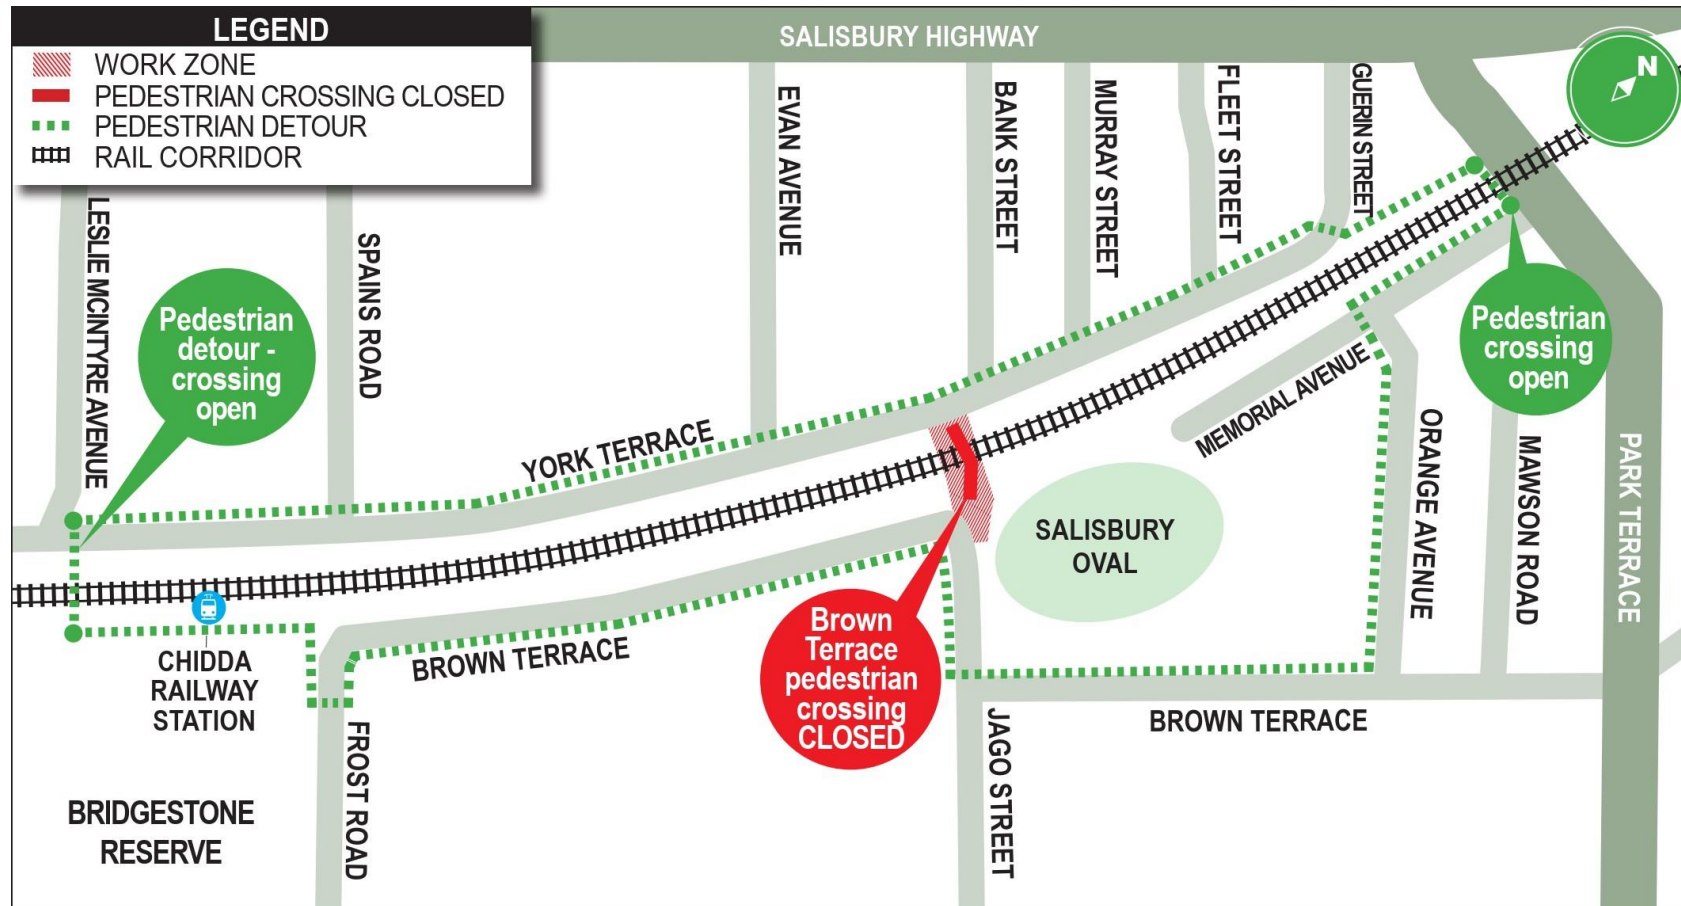 LEGEND
WORK ZONE
PEDESTRIAN CROSSING CLOSED
PEDESTRIAN DETOUR
RAIL CORRIDOR
SALISBURY HIGHWAY
N
LESLIE MCINTYRE AVENUE
SPAINS ROAD
EVAN AVENUE
BANK STREET
MURRAY STREET
FLEET STREET
GUERIN STREET
Pedestrian
detour -
crossing
open
Pedestrian
crossing
open
YORK TERRACE
MEMORIAL AVENUE
ORANGE AVENUE
MAWSON ROAD
PARK TERRACE
SALISBURY
OVAL
Brown
Terrace
pedestrian
crossing
CLOSED
BROWN TERRACE
CHIDDA
RAILWAY
STATION
FROST ROAD
JAGO STREET
BROWN TERRACE
BRIDGESTONE
RESERVE